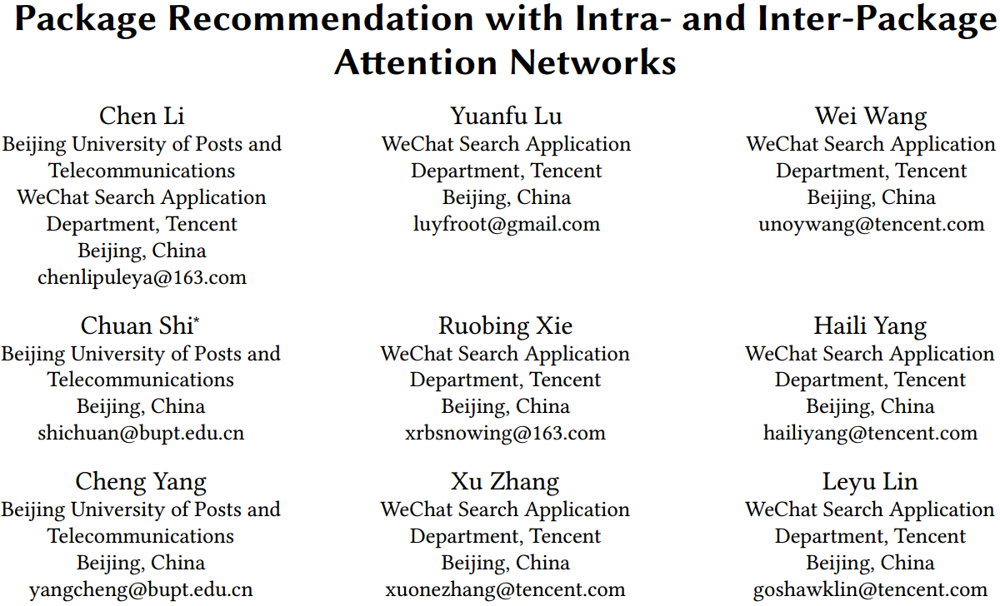 Package Recommendation with Intra- and Inter-Package
Attention Networks
Chen Li
Beijing University of Posts and
Telecommunications
WeChat Search Application
Department, Tencent
Beijing, China
chenlipuleya@163.com
Yuanfu Lu
WeChat Search Application
Department, Tencent
Beijing, China
luyfroot@gmail.com
Wei Wang
WeChat Search Application
Department, Tencent
Beijing, China
unoywang@tencent.com
Chuan Shi*
Beijing University of Posts and
Telecommunications
Beijing, China
shichuan@bupt.edu.cn
Ruobing Xie
WeChat Search Application
Department, Tencent
Beijing, China
xrbsnowing@163.com
Haili Yang
WeChat Search Application
Department, Tencent
Beijing, China
hailiyang@tencent.com
Cheng Yang
Beijing University of Posts and
Telecommunications
Beijing, China
yangcheng@bupt.edu.cn
Xu Zhang
WeChat Search Application
Department, Tencent
Beijing, China
xuonezhang@tencent.com
Leyu Lin
WeChat Search Application
Department, Tencent
Beijing, China
goshawklin@tencent.com